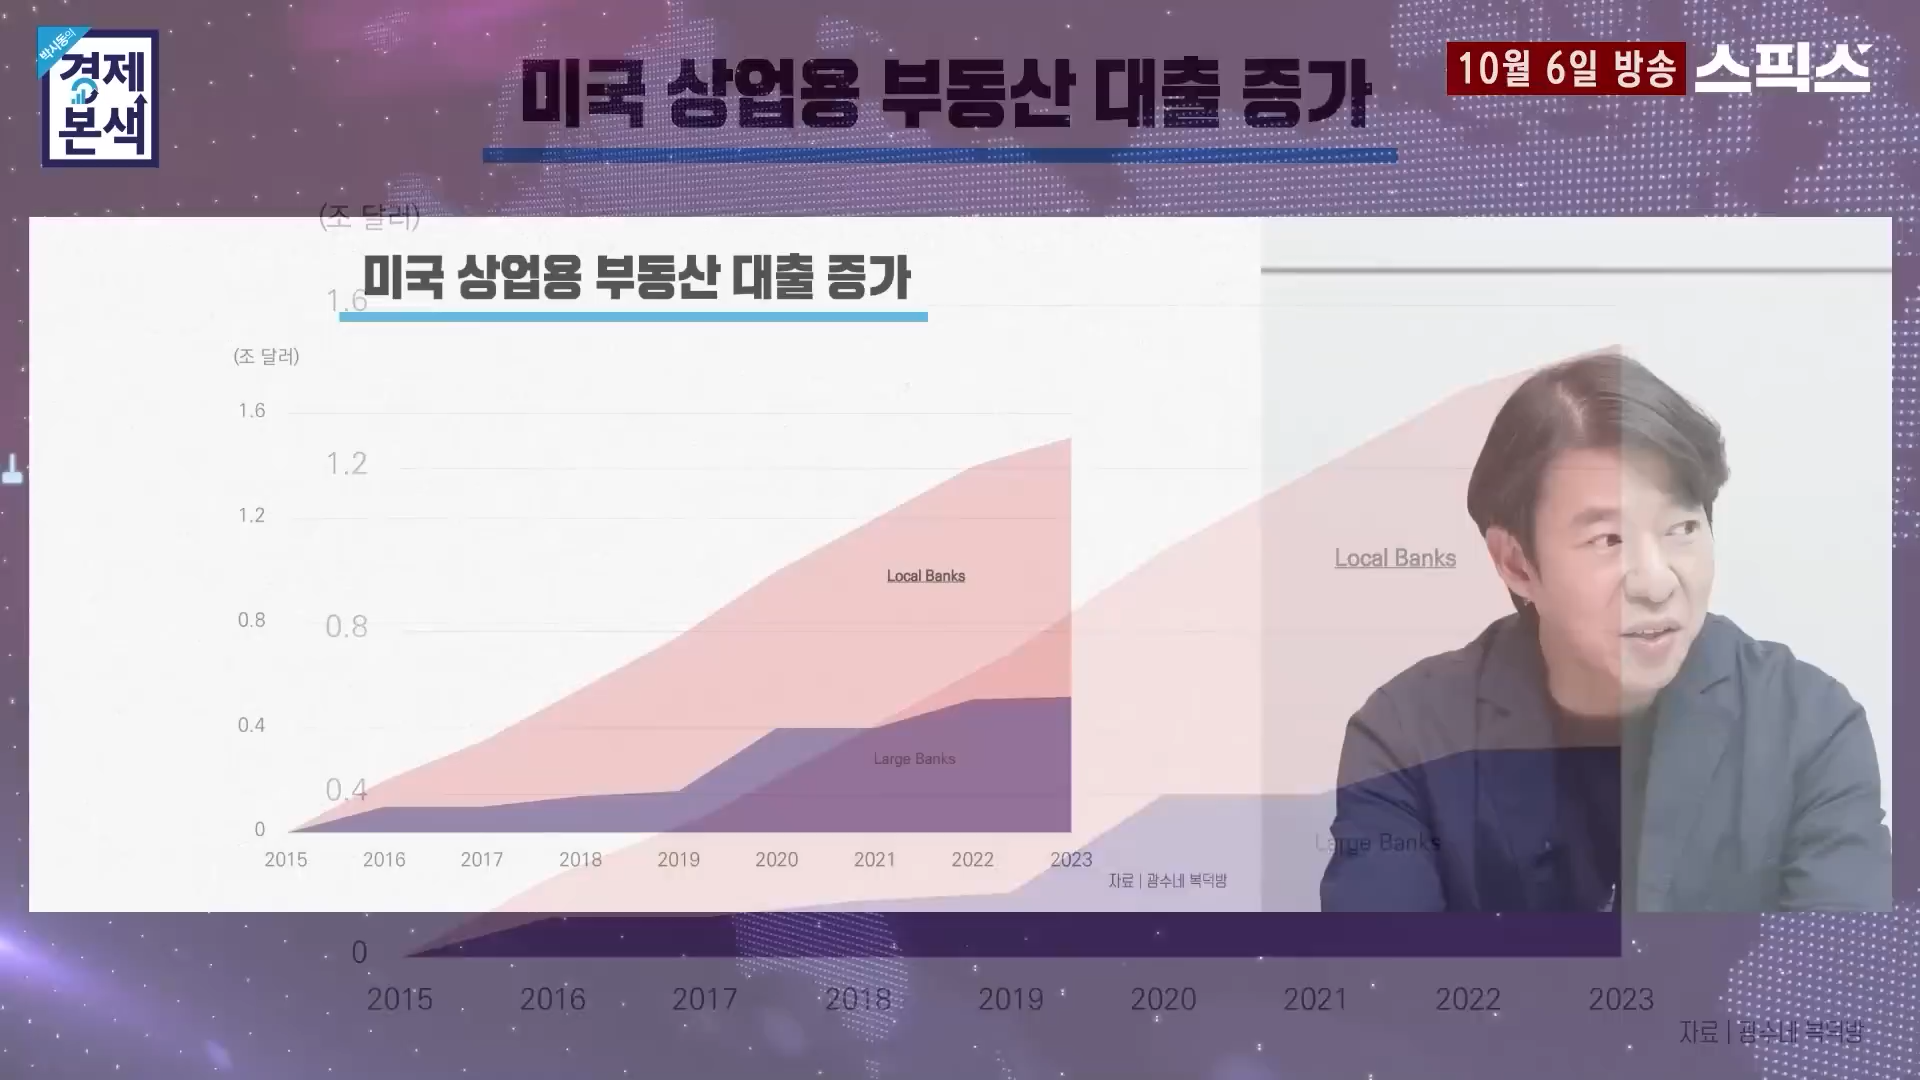 박시동의
경제
본색
미국 상업용 부동산 대출 증가
10월 6일 방송
스픽스
(조 달러)
1.6
1.2
0.8
0.4
0
2015 2016 2017 2018 2019 2020 2021 2022 2023
Local Banks
Large Banks
자료 | 광수네 복덕방
미국 상업용 부동산 대출 증가
(조 달러)
1.6
1.2
0.8
0.4
0
2015 2016 2017 2018 2019 2020 2021 2022 2023
Local Banks
Large Banks
자료 | 광수네 복덕방